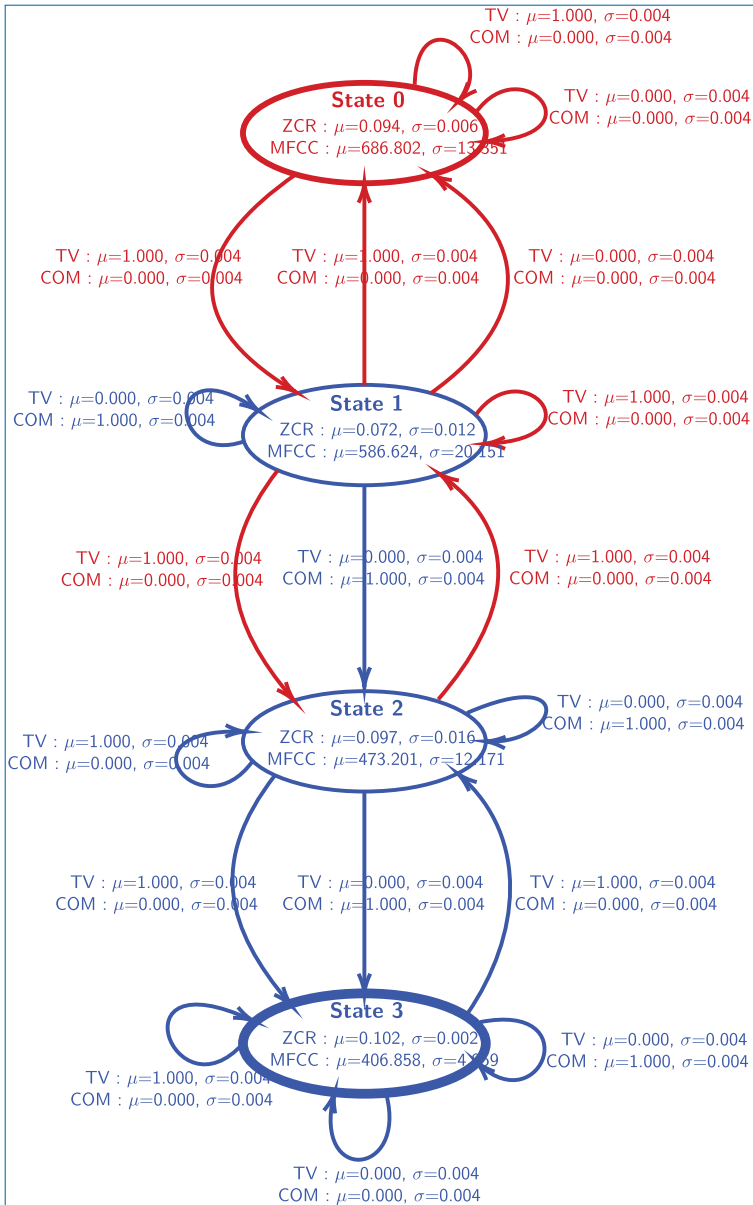 TV : μ=1.000, σ=0.004
COM : μ=0.000, σ=0.004
TV : μ=0.000, σ=0.004
COM : μ=0.000, σ=0.004
State 0
ZCR : μ=0.094, σ=0.006
MFCC : μ=686.802, σ=13.351
TV : μ=1.000, σ=0.004
COM : μ=0.000, σ=0.004
TV : μ=1.000, σ=0.004
COM : μ=0.000, σ=0.004
TV : μ=0.000, σ=0.004
COM : μ=0.000, σ=0.004
TV : μ=0.000, σ=0.004
COM : μ=1.000, σ=0.004
State 1
ZCR : μ=0.072, σ=0.012
MFCC : μ=586.624, σ=20.151
TV : μ=1.000, σ=0.004
COM : μ=0.000, σ=0.004
TV : μ=1.000, σ=0.004
COM : μ=0.000, σ=0.004
TV : μ=0.000, σ=0.004
COM : μ=1.000, σ=0.004
TV : μ=1.000, σ=0.004
COM : μ=0.000, σ=0.004
TV : μ=1.000, σ=0.004
COM : μ=0.000, σ=0.004
State 2
ZCR : μ=0.097, σ=0.016
MFCC : μ=473.201, σ=12.171
TV : μ=0.000, σ=0.004
COM : μ=1.000, σ=0.004
TV : μ=1.000, σ=0.004
COM : μ=0.000, σ=0.004
TV : μ=0.000, σ=0.004
COM : μ=1.000, σ=0.004
TV : μ=1.000, σ=0.004
COM : μ=0.000, σ=0.004
State 3
ZCR : μ=0.102, σ=0.002
MFCC : μ=406.858,
TV : μ=0.000, σ=0.004
COM : μ=1.000, σ=0.004
TV : μ=1.000, σ=0.004
COM : μ=0.000, σ=0.004
TV : μ=0.000, σ=0.004
COM : μ=0.000, σ=0.004